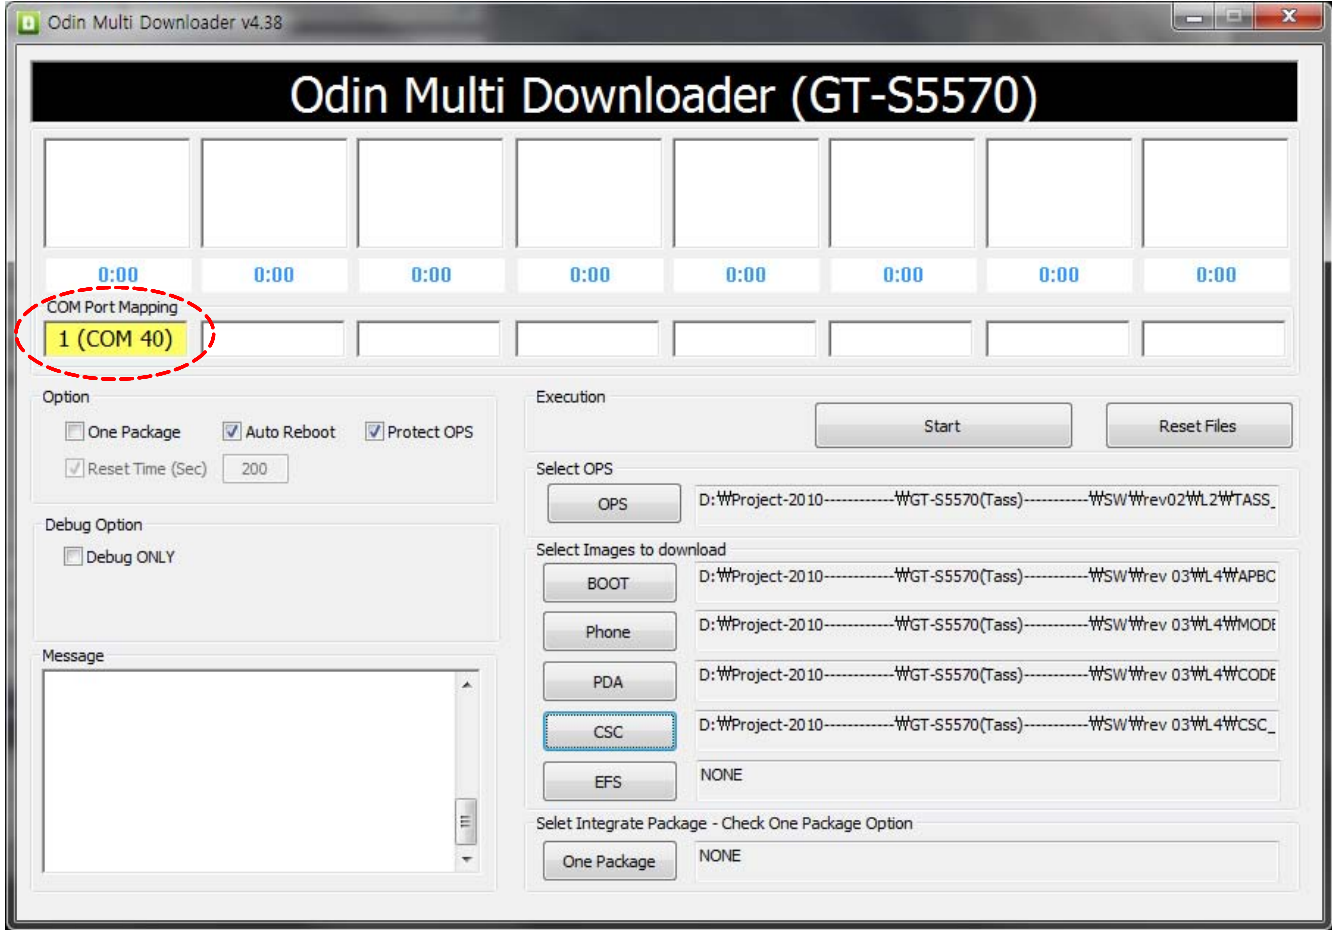 Odin Multi Downloader v4.38
Odin Multi Downloader (GT-S5570)
0:00 0:00 0:00 0:00 0:00 0:00 0:00 0:00
COM Port Mapping
1 (COM 40)
Option
One Package Auto Reboot Protect OPS
Reset Time (Sec) 200
Debug Option
Debug ONLY
Message
Execution
Start Reset Files
Select OPS
OPS D:₩Project-2010------------₩GT-S5570(Tass)-----------₩SW₩rev02₩L2₩TASS_
Select Images to download
BOOT D:₩Project-2010------------₩GT-S5570(Tass)-----------₩SW₩rev 03₩L4₩APBO
Phone D:₩Project-2010------------₩GT-S5570(Tass)-----------₩SW₩rev 03₩L4₩MODE
PDA D:₩Project-2010------------₩GT-S5570(Tass)-----------₩SW₩rev 03₩L4₩CODE
CSC D:₩Project-2010------------₩GT-S5570(Tass)-----------₩SW₩rev 03₩L4₩CSC_
EFS NONE
Selet Integrate Package - Check One Package Option
One Package NONE